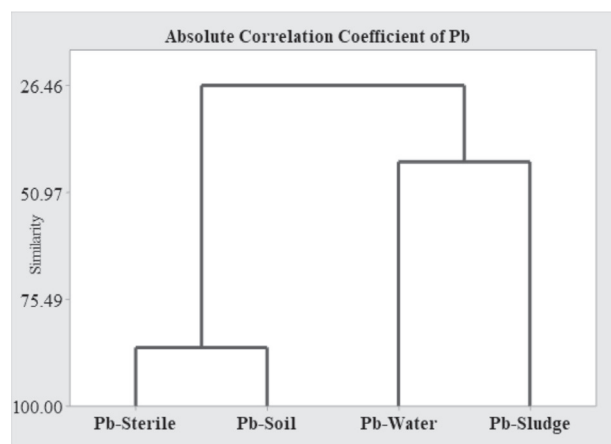 Absolute Correlation Coefficient of Pb
26.46
50.97
Similarity
75.49
100.00
Pb-Sterile Pb-Soil Pb-Water Pb-Sludge